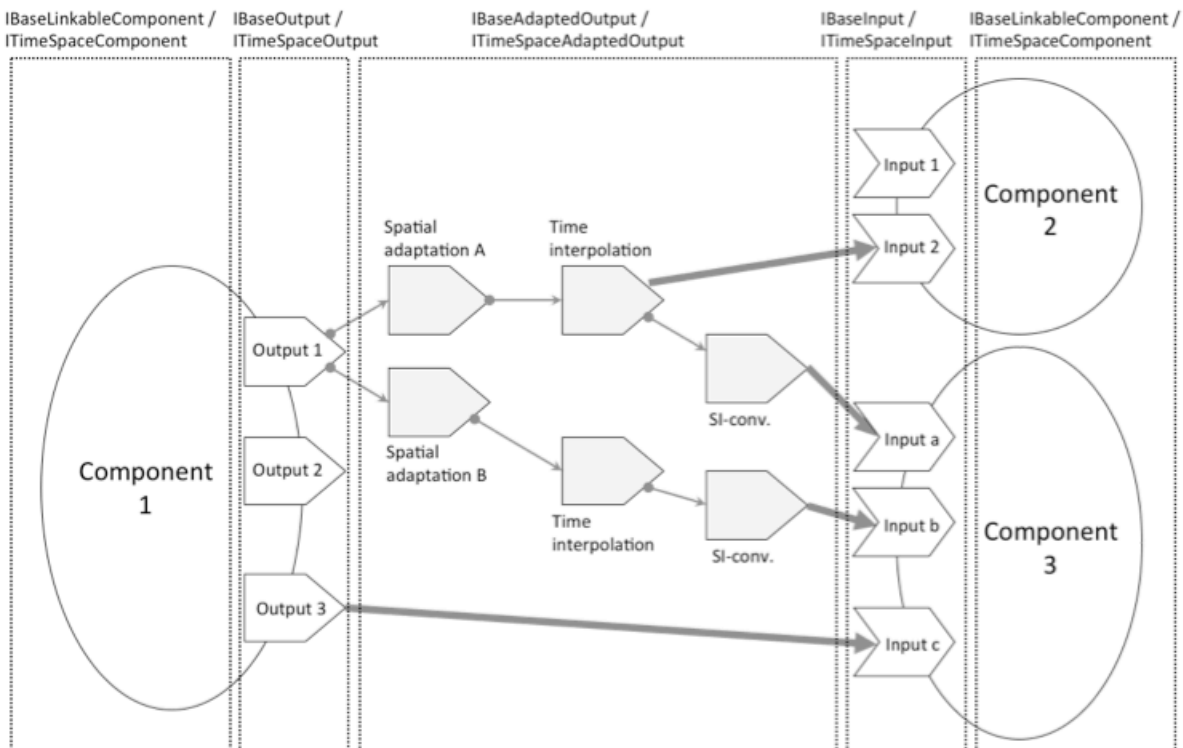 IBaseLinkableComponent /
ITimeSpaceComponent
IBaseOutput /
ITimeSpaceOutput
IBaseAdaptedOutput /
ITimeSpaceAdaptedOutput
IBaseInput /
ITimeSpaceInput
IBaseLinkableComponent /
ITimeSpaceComponent
Input 1
Component
2
Input 2
Spatial
adaptation A
Time
interpolation
Output 1
SI-conv.
Input a
Spatial
adaptation B
Component
1
Output 2
Time
interpolation
SI-conv.
Input b
Component
3
Output 3
Input c